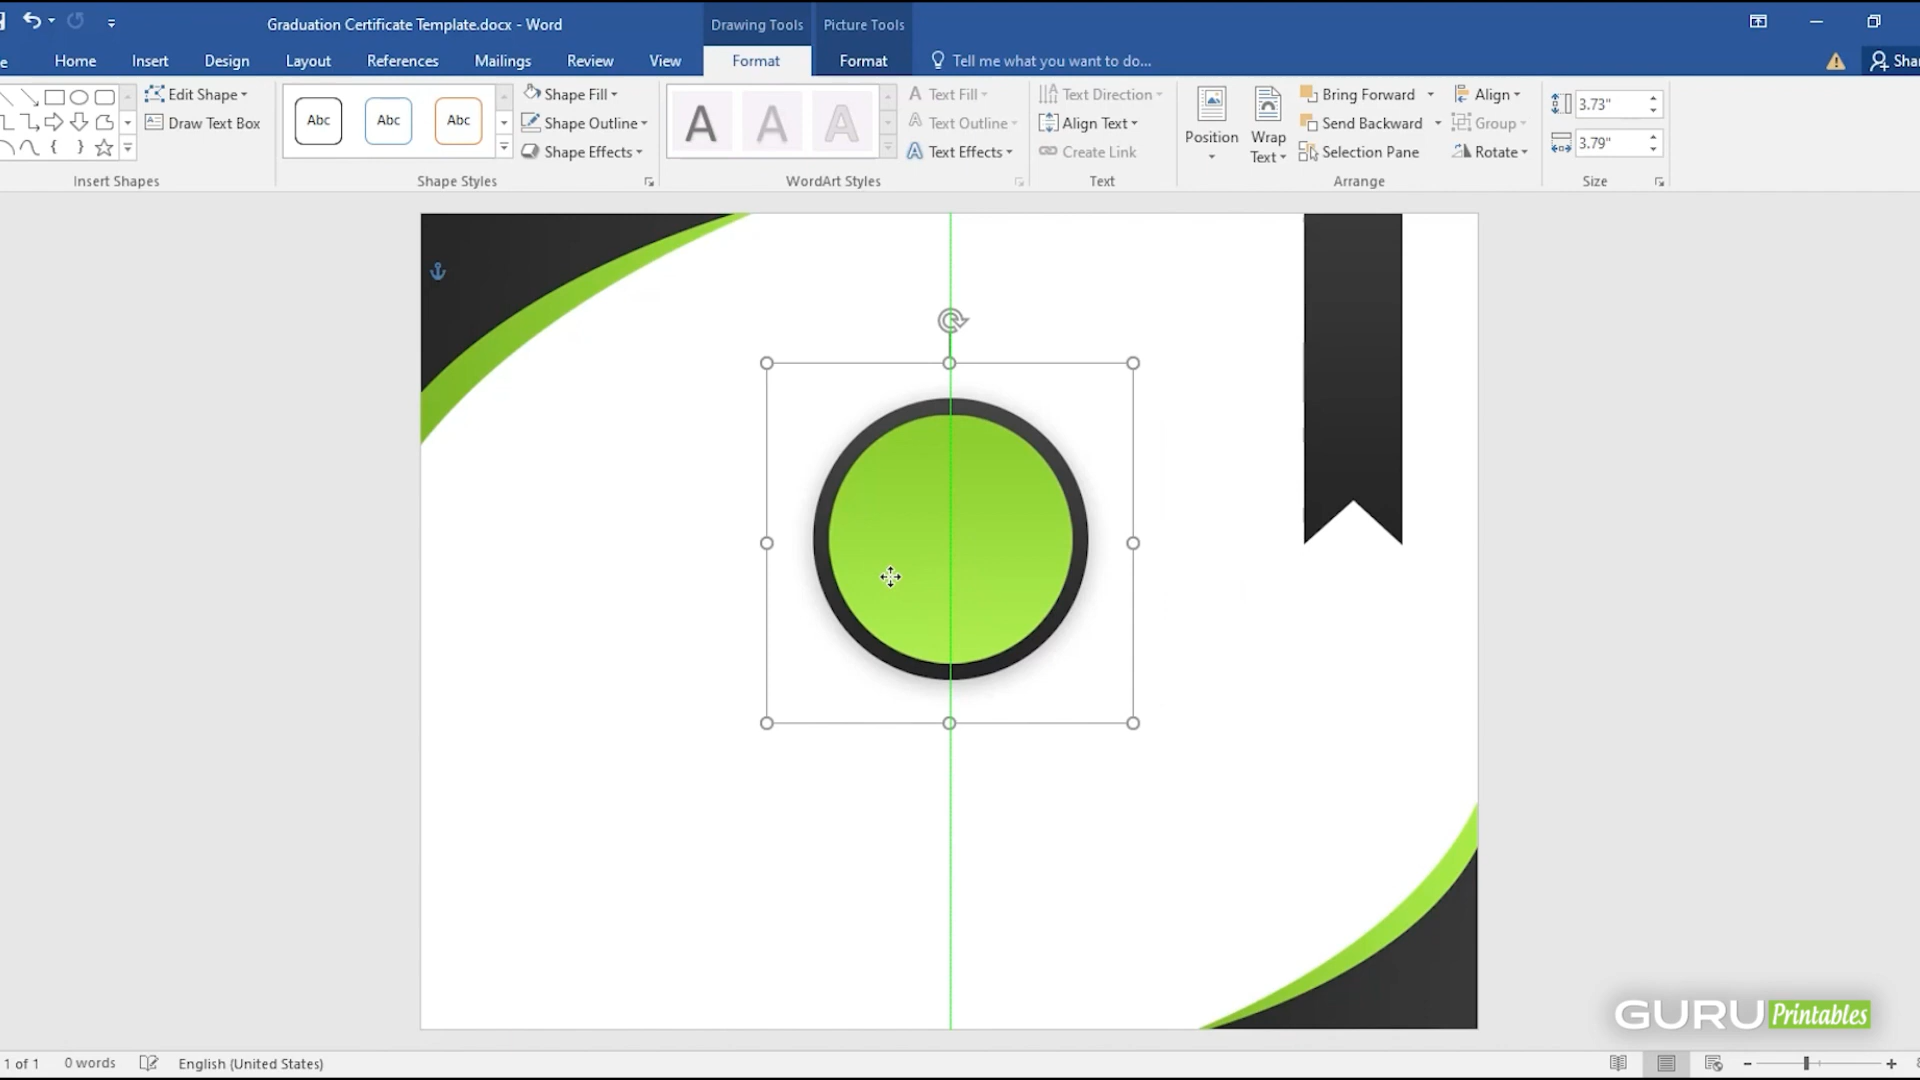 Graduation Certificate Template.docx - Word
Drawing Tools
Picture Tools
Home
Insert
Design
Layout
References
Mailings
Review
View
Format
Format
Tell me what you want to do...
Shar
Edit Shape
Draw Text Box
Insert Shapes
Abc
Abc
Abc
Shape Fill
Shape Outline
Shape Effects
Shape Styles
A
A
A
Text Fill
Text Outline
Text Effects
WordArt Styles
Text Direction
Align Text
Create Link
Text
Position
Wrap
Text
Bring Forward
Send Backward
Selection Pane
Align
Group
Rotate
Arrange
3.73"
3.79"
Size
GURU Printables
1 of 1
0 words
English (United States)